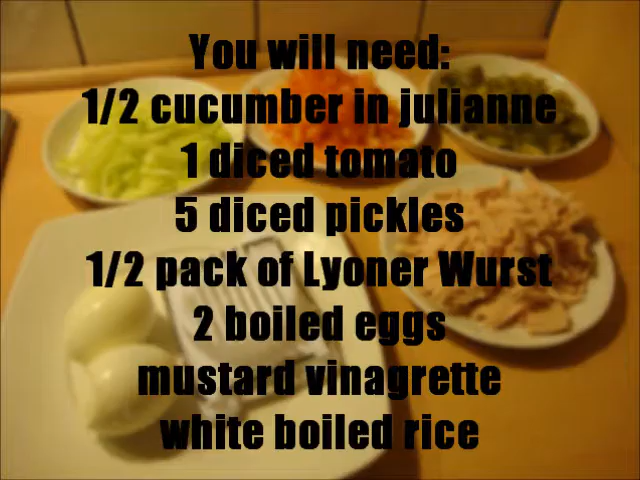 You will need:
1/2 cucumber in julianne
1 diced tomato
5 diced pickles
1/2 pack of Lyoner Wurst
2 boiled eggs
mustard vinagrette
white boiled rice